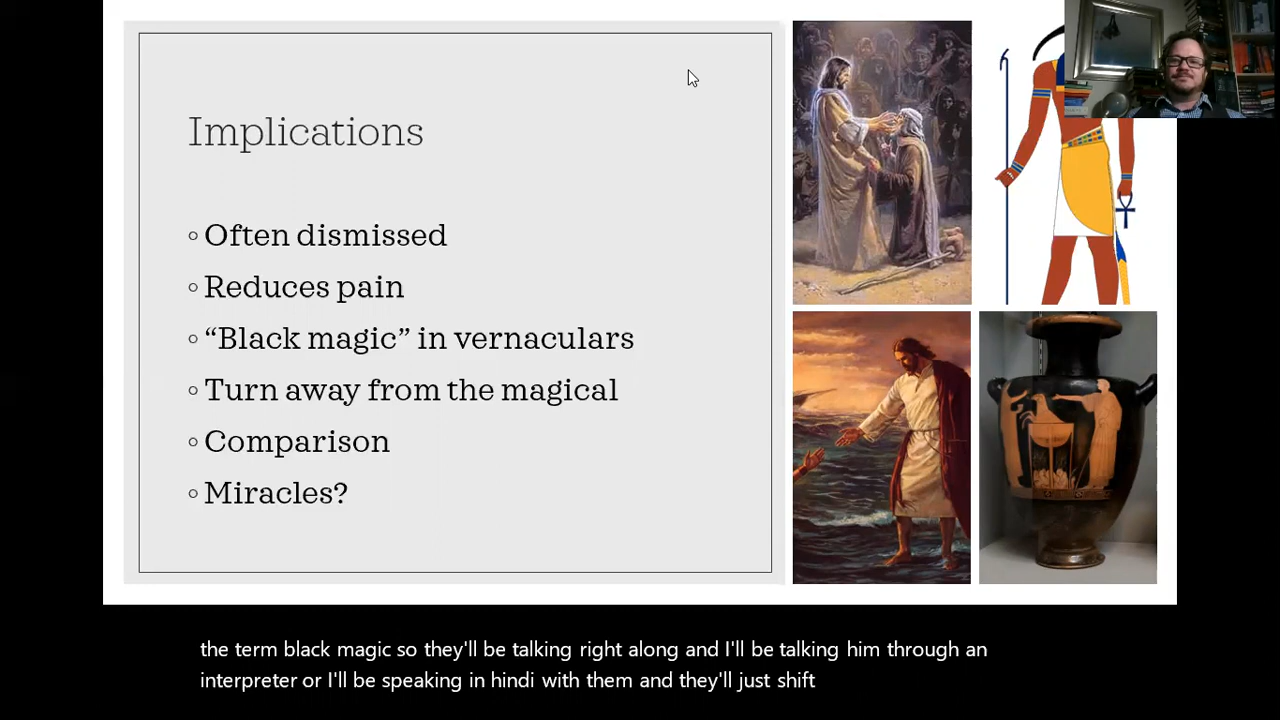 Implications
◦ Often dismissed
◦ Reduces pain
◦ “Black magic” in vernaculars
◦ Turn away from the magical
◦ Comparison
◦ Miracles?
the term black magic so they'll be talking right along and I'll be talking him through an
interpreter or I'll be speaking in hindi with them and they'll just shift